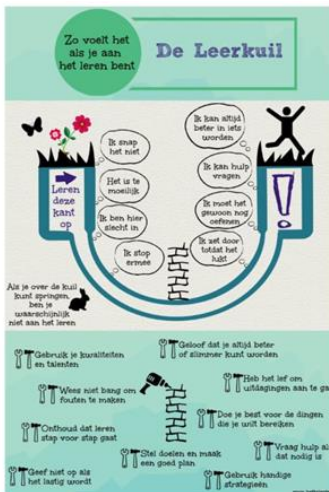 Zo voelt het
als je aan
het leren bent
De Leerkuil
Ik snap
het niet
Het is te
moeilijk
Ik ben hier
slecht in
Ik stop
ermee
Ik kan altijd
beter in iets
worden
Ik kan hulp
vragen
Ik moet het
gewoon nog
oefenen
Ik zet door
totdat het
lukt
Leren
deze
kant
op
!
Als je over de kuil
kunt springen,
ben je
waarschijnlijk
niet aan het leren
Gebruik je kwaliteiten
en talenten
Geloof dat je altijd beter
of slimmer kunt worden
Wees niet bang om
fouten te maken
Heb het lef om
uitdagingen aan te ga
Onthoud dat leren
stap voor stap gaat
Doe je best voor de dingen
die je wilt bereiken
Stel doelen en maak
een goed plan
Vraag hulp al
dat nodig is
Geef niet op als
het lastig wordt
Gebruik handige
strategieën